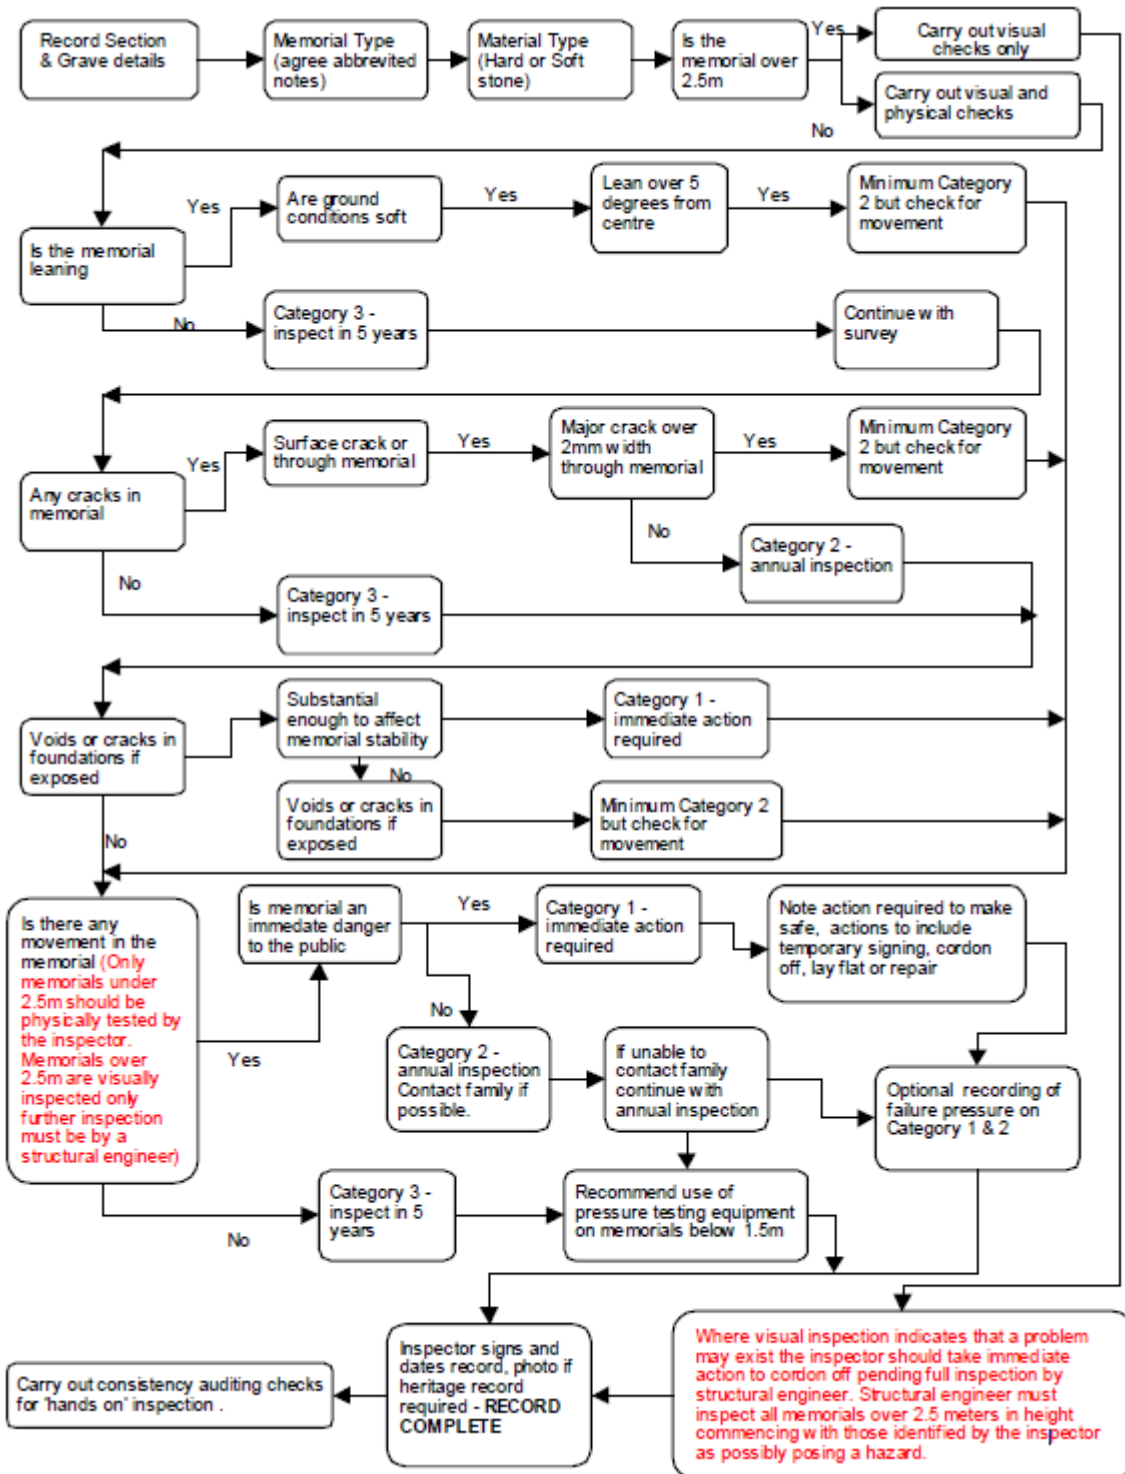 Record Section
& Grave details
Memorial Type
(agree abbrevited
notes)
Material Type
(Hard or Soft
stone)
Is the
memorial over
2.5m
Yes
Carry out visual
checks only
Carry out visual and
physical checks
No
Is the memorial
leaning
Yes
Are ground
conditions soft
Yes
Lean over 5
degrees from
centre
Yes
Minimum Category
2 but check for
movement
No
Category 3 -
inspect in 5 years
Continue with
survey
Any cracks in
memorial
Yes
Surface crack or
through memorial
Yes
Major crack over
2mm width
through memorial
Yes
Minimum Category
2 but check for
movement
No
Category 2 -
annual inspection
No
Category 3 -
inspect in 5 years
Voids or cracks in
foundations if
exposed
Substantial
enough to affect
memorial stability
Category 1 -
immediate action
required
No
Voids or cracks in
foundations if
exposed
Minimum Category 2
but check for
movement
No
Is there any
movement in the
memorial (Only
memorials under
2.5m should be
physically tested by
the inspector.
Memorials over
2.5m are visually
inspected only
further inspection
must be by a
structural engineer)
Yes
Is memorial an
immedate danger
to the public
Yes
Category 1 -
immediate action
required
Note action required to make
safe, actions to include
temporary signing, cordon
off, lay flat or repair
No
Category 2 -
annual inspection
Contact family if
possible.
If unable to
contact family
continue with
annual inspection
Optional recording of
failure pressure on
Category 1 & 2
No
Category 3 -
inspect in 5
years
Recommend use of
pressure testing equipment
on memorials below 1.5m
Where visual inspection indicates that a problem
may exist the inspector should take immediate
action to cordon off pending full inspection by
structural engineer. Structural engineer must
inspect all memorials over 2.5 meters in height
commencing with those identified by the inspector
as possibly posing a hazard.
Inspector signs and
dates record, photo if
heritage record
required - RECORD
COMPLETE
Carry out consistency auditing checks
for 'hands on' inspection .